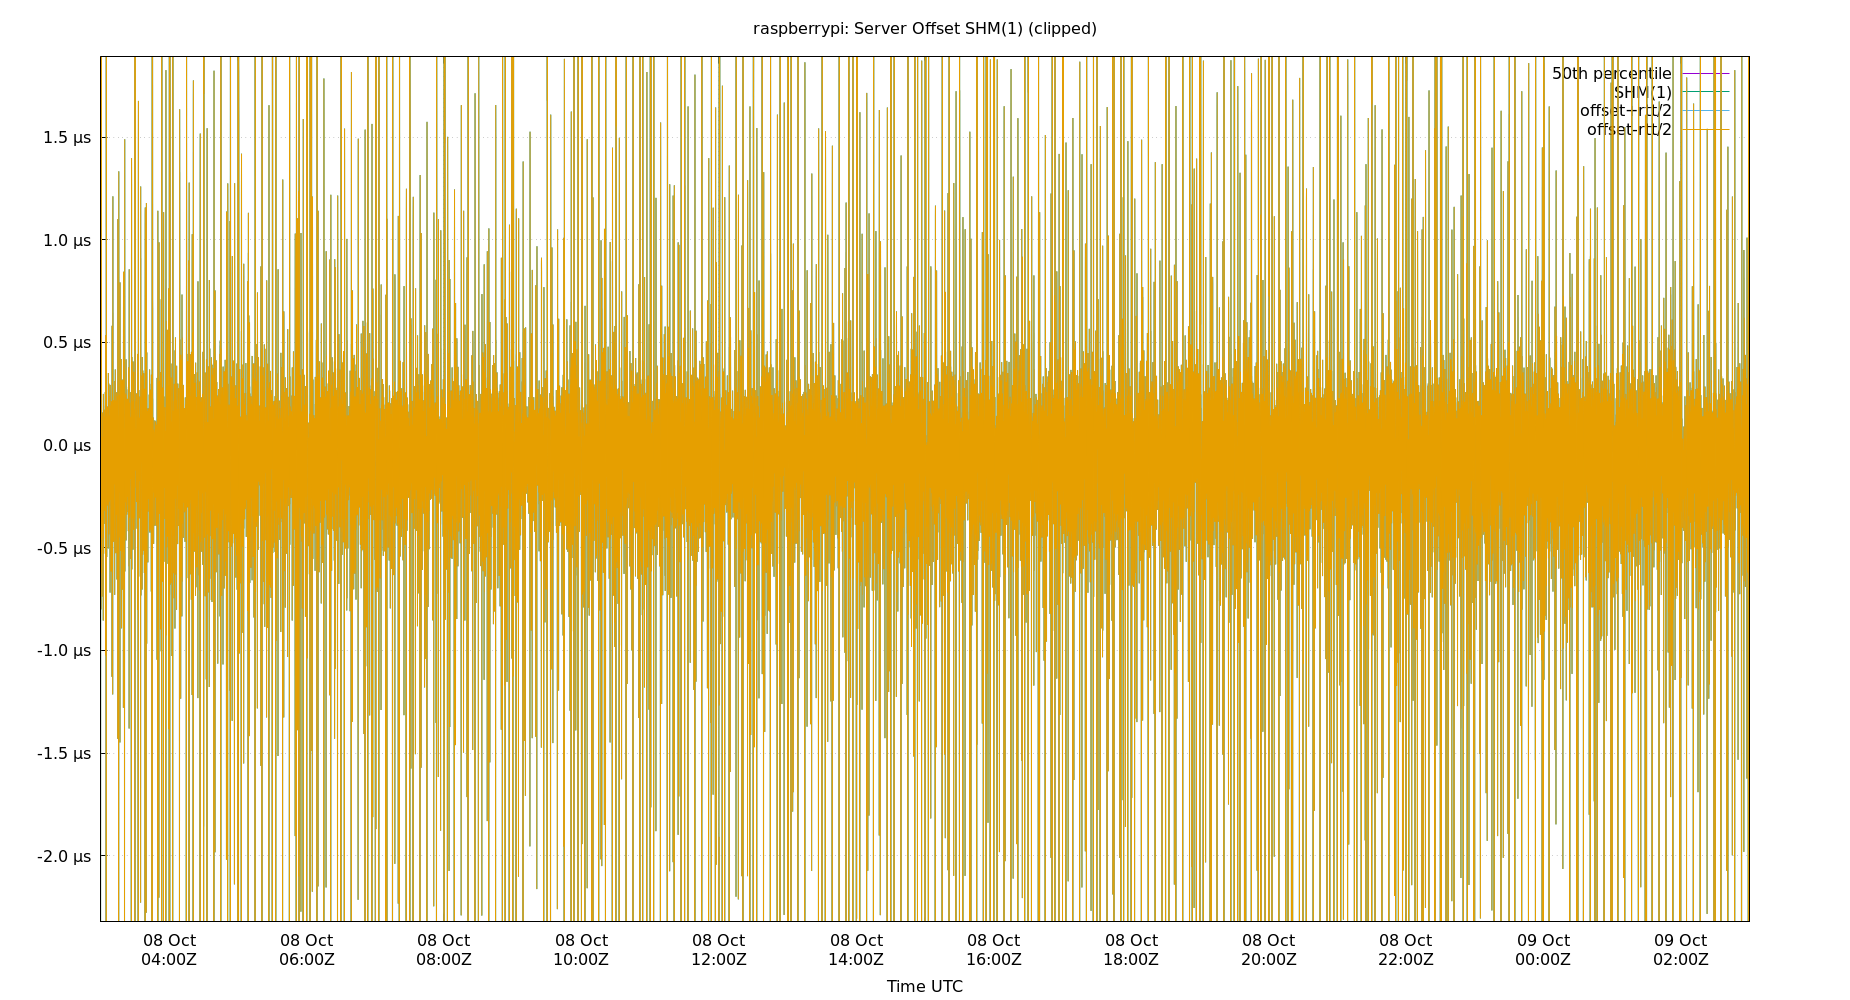 raspberrypi: Server Offset SHM(1) (clipped)
50th percentile
SHM(1)
offset+rtt/2
offset-rtt/2
1.5 µs
1.0 µs
0.5 µs
0.0 µs
-0.5 µs
-1.0 µs
-1.5 µs
-2.0 µs
08 Oct 08 Oct 08 Oct 08 Oct 08 Oct 08 Oct 08 Oct 08 Oct 08 Oct 08 Oct 09 Oct 09 Oct
04:00Z 06:00Z 08:00Z 10:00Z 12:00Z 14:00Z 16:00Z 18:00Z 20:00Z 22:00Z 00:00Z 02:00Z
Time UTC